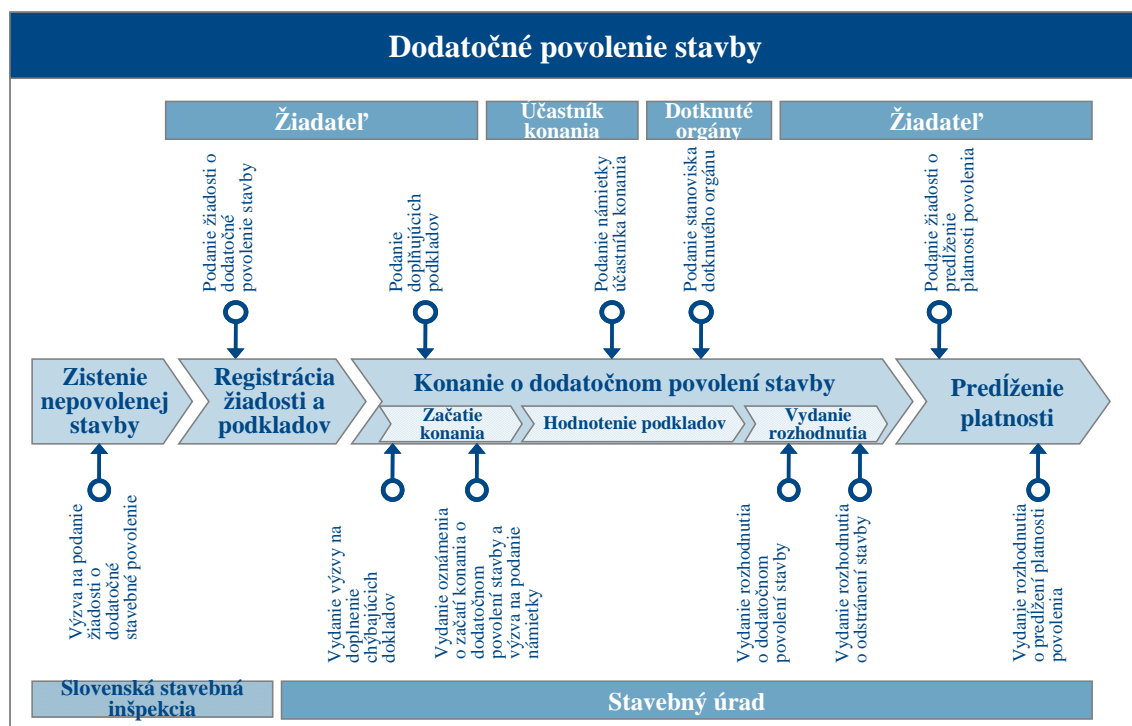 Dodatočné povolenie stavby
Žiadateľ
Účastník
konania
Dotknuté
orgány
Žiadateľ
Podanie žiadosti o
dodatočné
povolenie stavby
Podanie
doplňujúcich
podkladov
Podanie námietky
účastníka konania
Podanie stanoviska
dotknutého orgánu
Podanie žiadosti o
predĺženie
platnosti povolenia
Zistenie
nepovolenej
stavby
Registrácia
žiadosti a
podkladov
Konanie o dodatočnom povolení stavby
Začatie
konania
Hodnotenie podkladov
Vydanie
rozhodnutia
Predĺženie
platnosti
Výzva na podanie
žiadosti o
dodatočné
stavebné povolenie
Vydanie výzvy na
doplnenie
chýbajúcich
dokladov
Vydanie oznámenia
o začatí konania o
dodatočnom
povolení stavby a
výzva na podanie
námietky
Vydanie rozhodnutia
o dodatočnom
povolení stavby
Vydanie rozhodnutia
o odstránení stavby
Vydanie rozhodnutia
o predĺžení platnosti
povolenia
Slovenská stavebná
inšpekcia
Stavebný úrad